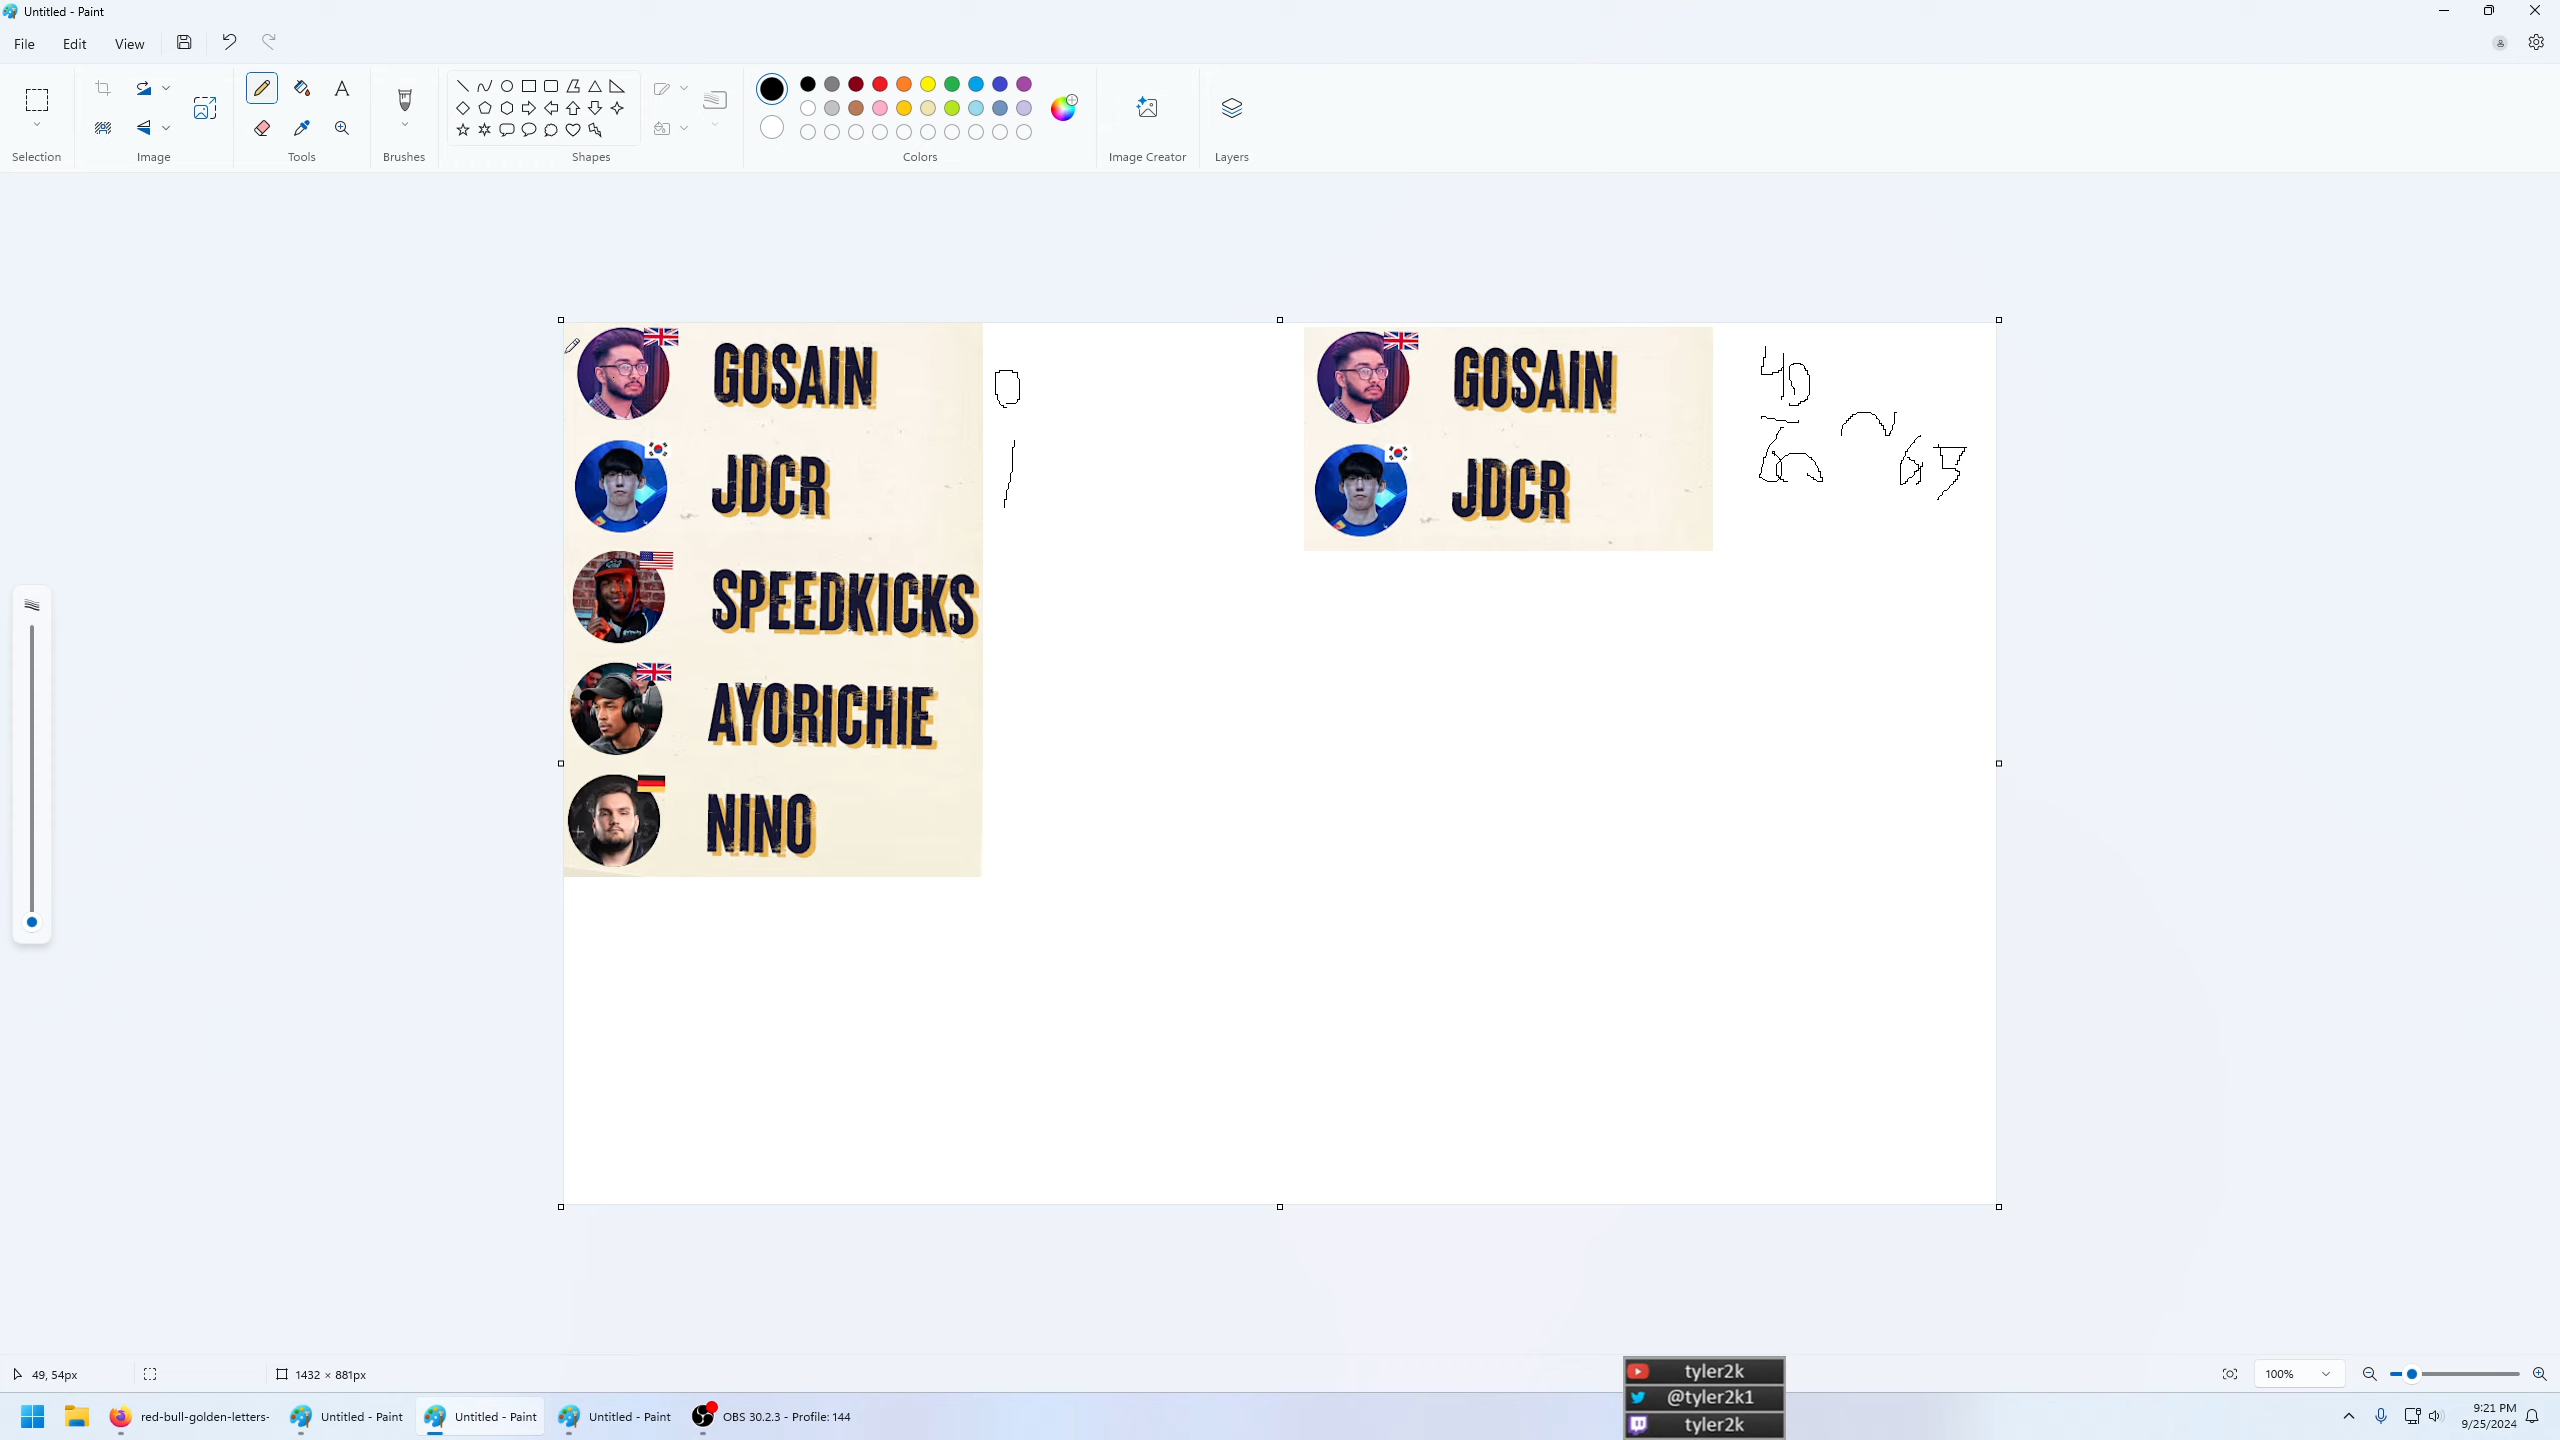 Untitled - Paint
File Edit View
Selection Image Tools Brushes Shapes Colors Image Creator Layers
GOSAIN 0
JDCR 1
SPEEDKICKS
AYORICHIE
NINO
GOSAIN
JDCR
49, 54px 1432 × 881px 100%
tyler2k
@tyler2k1
tyler2k
red-bull-golden-letters- Untitled - Paint Untitled - Paint Untitled - Paint OBS 30.2.3 - Profile: 144
9:21 PM
9/25/2024